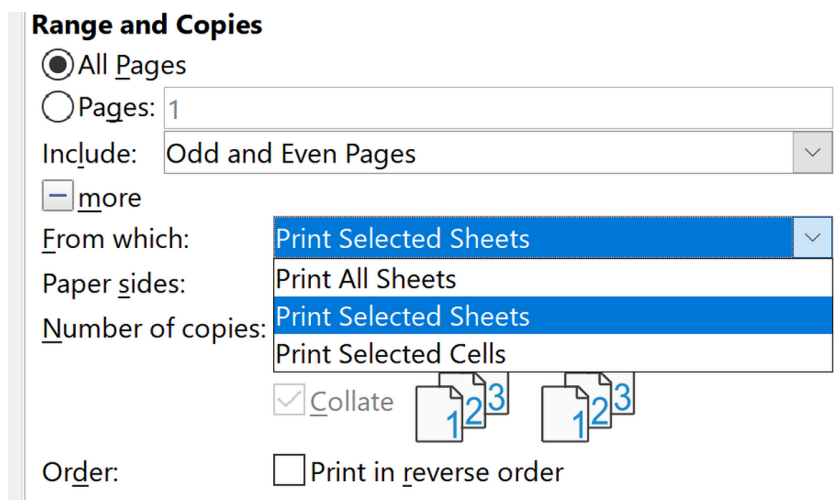 Range and Copies
All Pages
Pages: 1
Include: Odd and Even Pages
more
From which: Print Selected Sheets
Print All Sheets
Paper sides:
Print Selected Sheets
Number of copies:
Print Selected Cells
Collate 1 2 3 1 2 3
Order: Print in reverse order